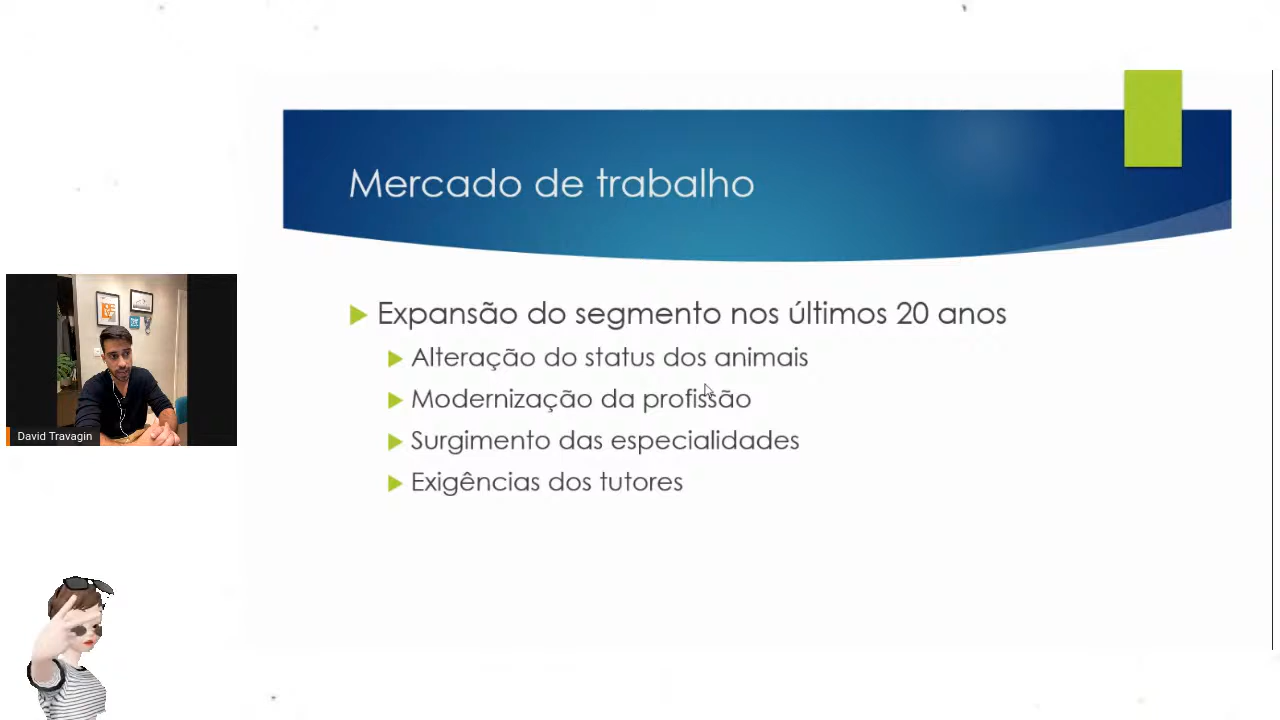 Mercado de trabalho
Expansão do segmento nos últimos 20 anos
Alteração do status dos animais
Modernização da profissão
Surgimento das especialidades
Exigências dos tutores
David Travagin